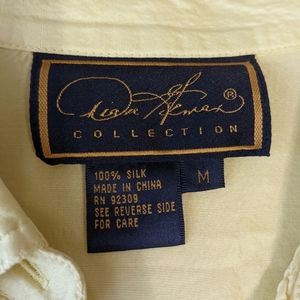 ®
COLLECTION
100% SILK
MADE IN CHINA
RN 92309
SEE REVERSE SIDE
FOR CARE
M